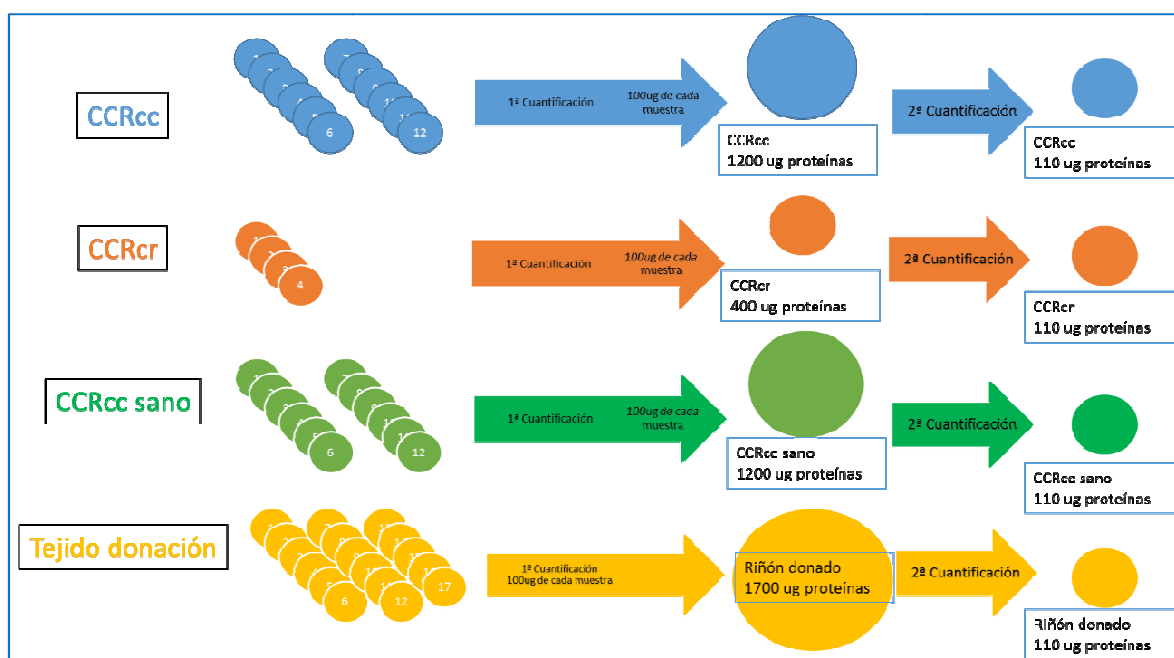 CCRcc
6
12
1ª Cuantificación
100ug de cada
muestra
CCRcc
1200 ug proteínas
2ª Cuantificación
CCRcc
110 ug proteínas
CCRcr
4
1ª Cuantificación
100ug de cada
muestra
CCRcr
400 ug proteínas
2ª Cuantificación
CCRcr
110 ug proteínas
CCRcc sano
6
12
1ª Cuantificación
100ug de cada
muestra
CCRcc sano
1200 ug proteínas
2ª Cuantificación
CCRcc sano
110 ug proteínas
Tejido donación
6
12
17
1ª Cuantificación
100ug de cada muestra
Riñón donado
1700 ug proteínas
2ª Cuantificación
Riñón donado
110 ug proteínas